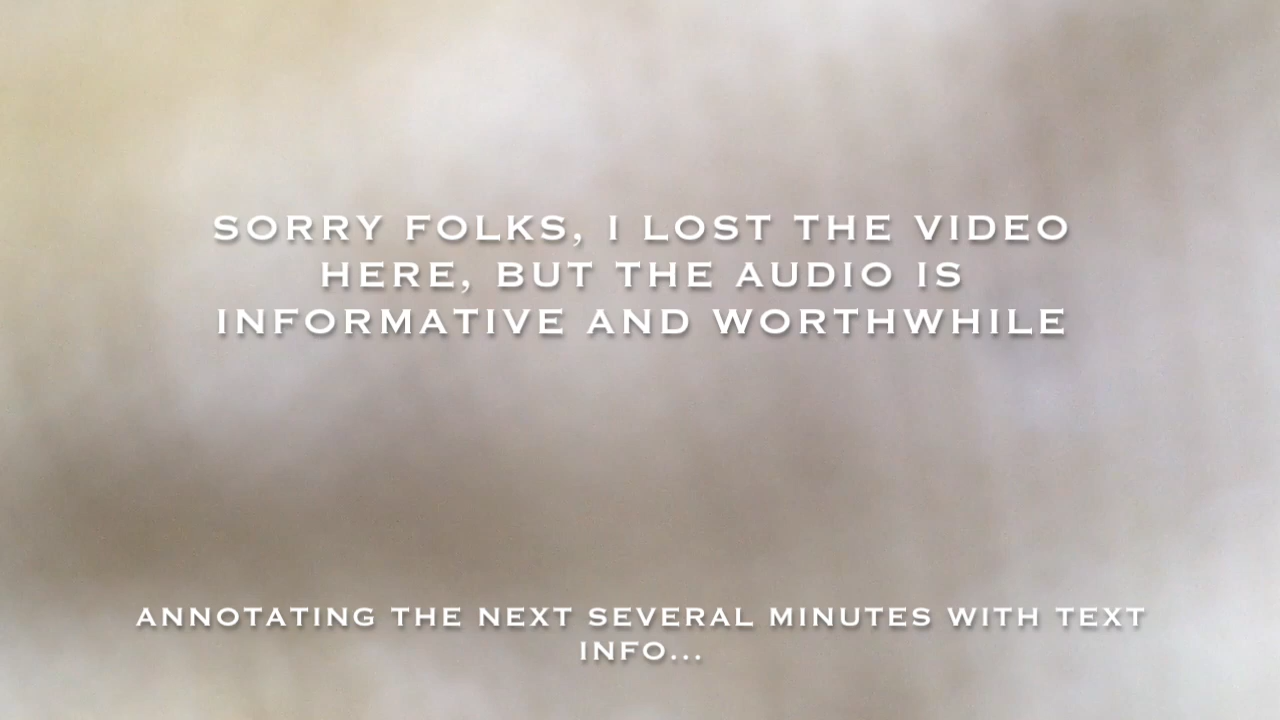 SORRY FOLKS, I LOST THE VIDEO
HERE, BUT THE AUDIO IS
INFORMATIVE AND WORTHWHILE
ANNOTATING THE NEXT SEVERAL MINUTES WITH TEXT
INFO...